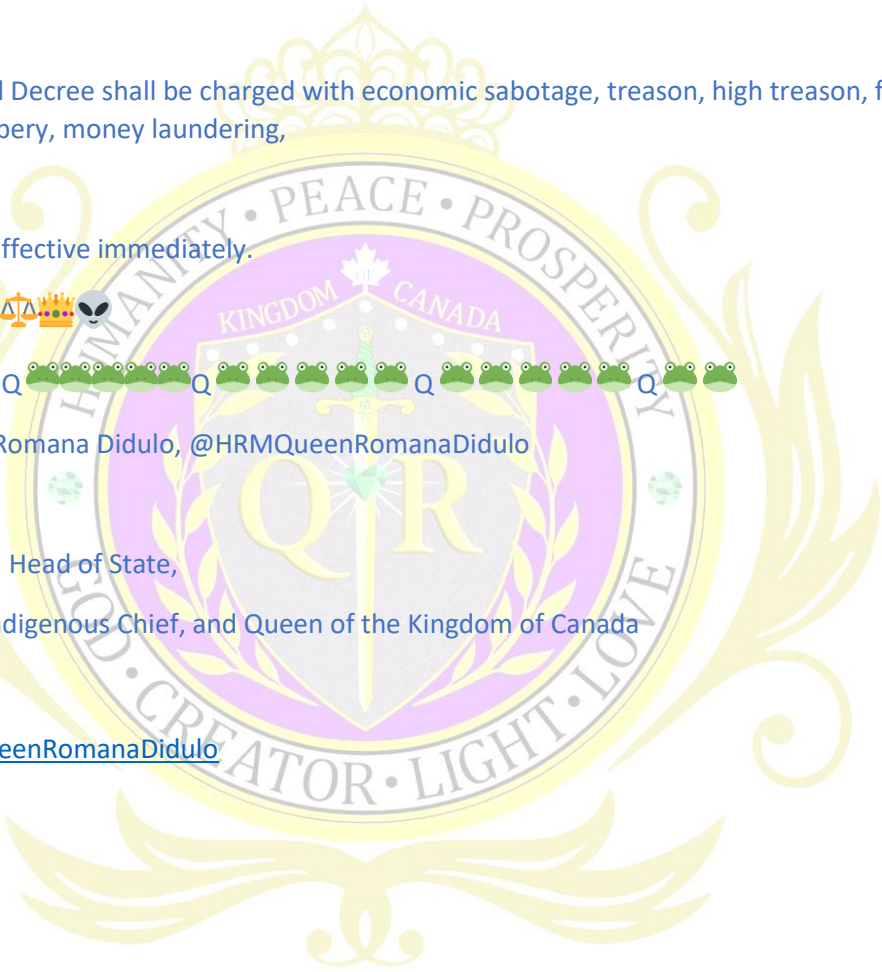 Decree shall be charged with economic sabotage, treason, high treason, f
pery, money laundering,
ffective immediately.
Q Q Q Q
Romana Didulo, @HRMQueenRomanaDidulo
Head of State,
digenous Chief, and Queen of the Kingdom of Canada
eenRomanaDidulo
HUMANITY • PEACE • PROSPERITY
KINGDOM CANADA
Q R
GOD • CREATOR • LIGHT • LOVE